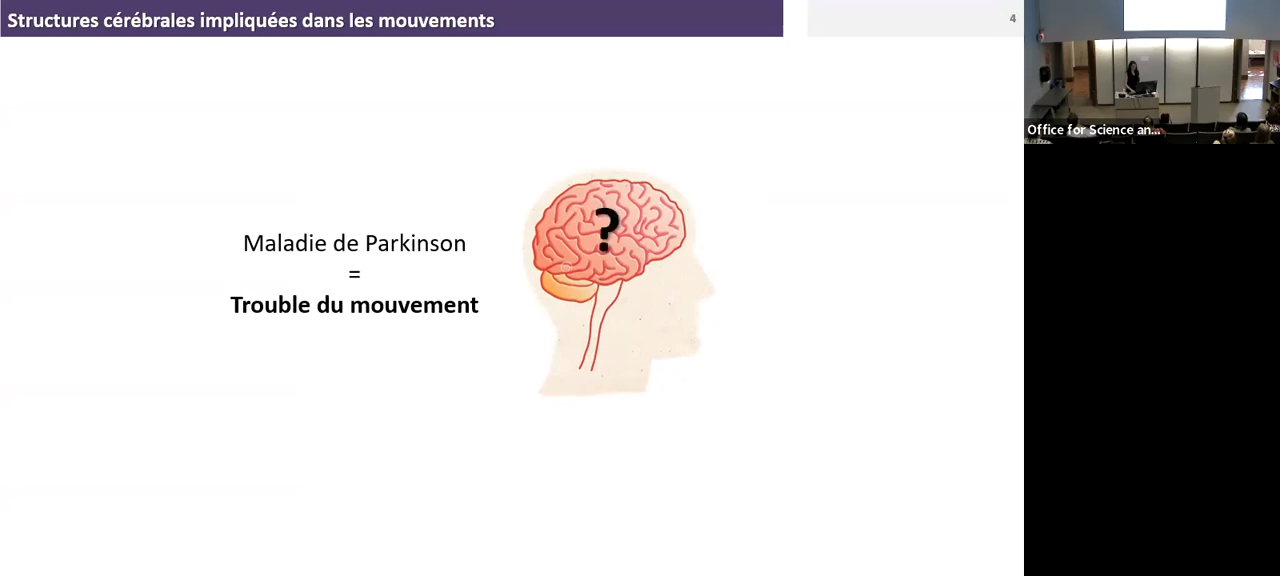 Structures cérébrales impliquées dans les mouvements
4
Maladie de Parkinson
=
Trouble du mouvement
?
Office for Science an...